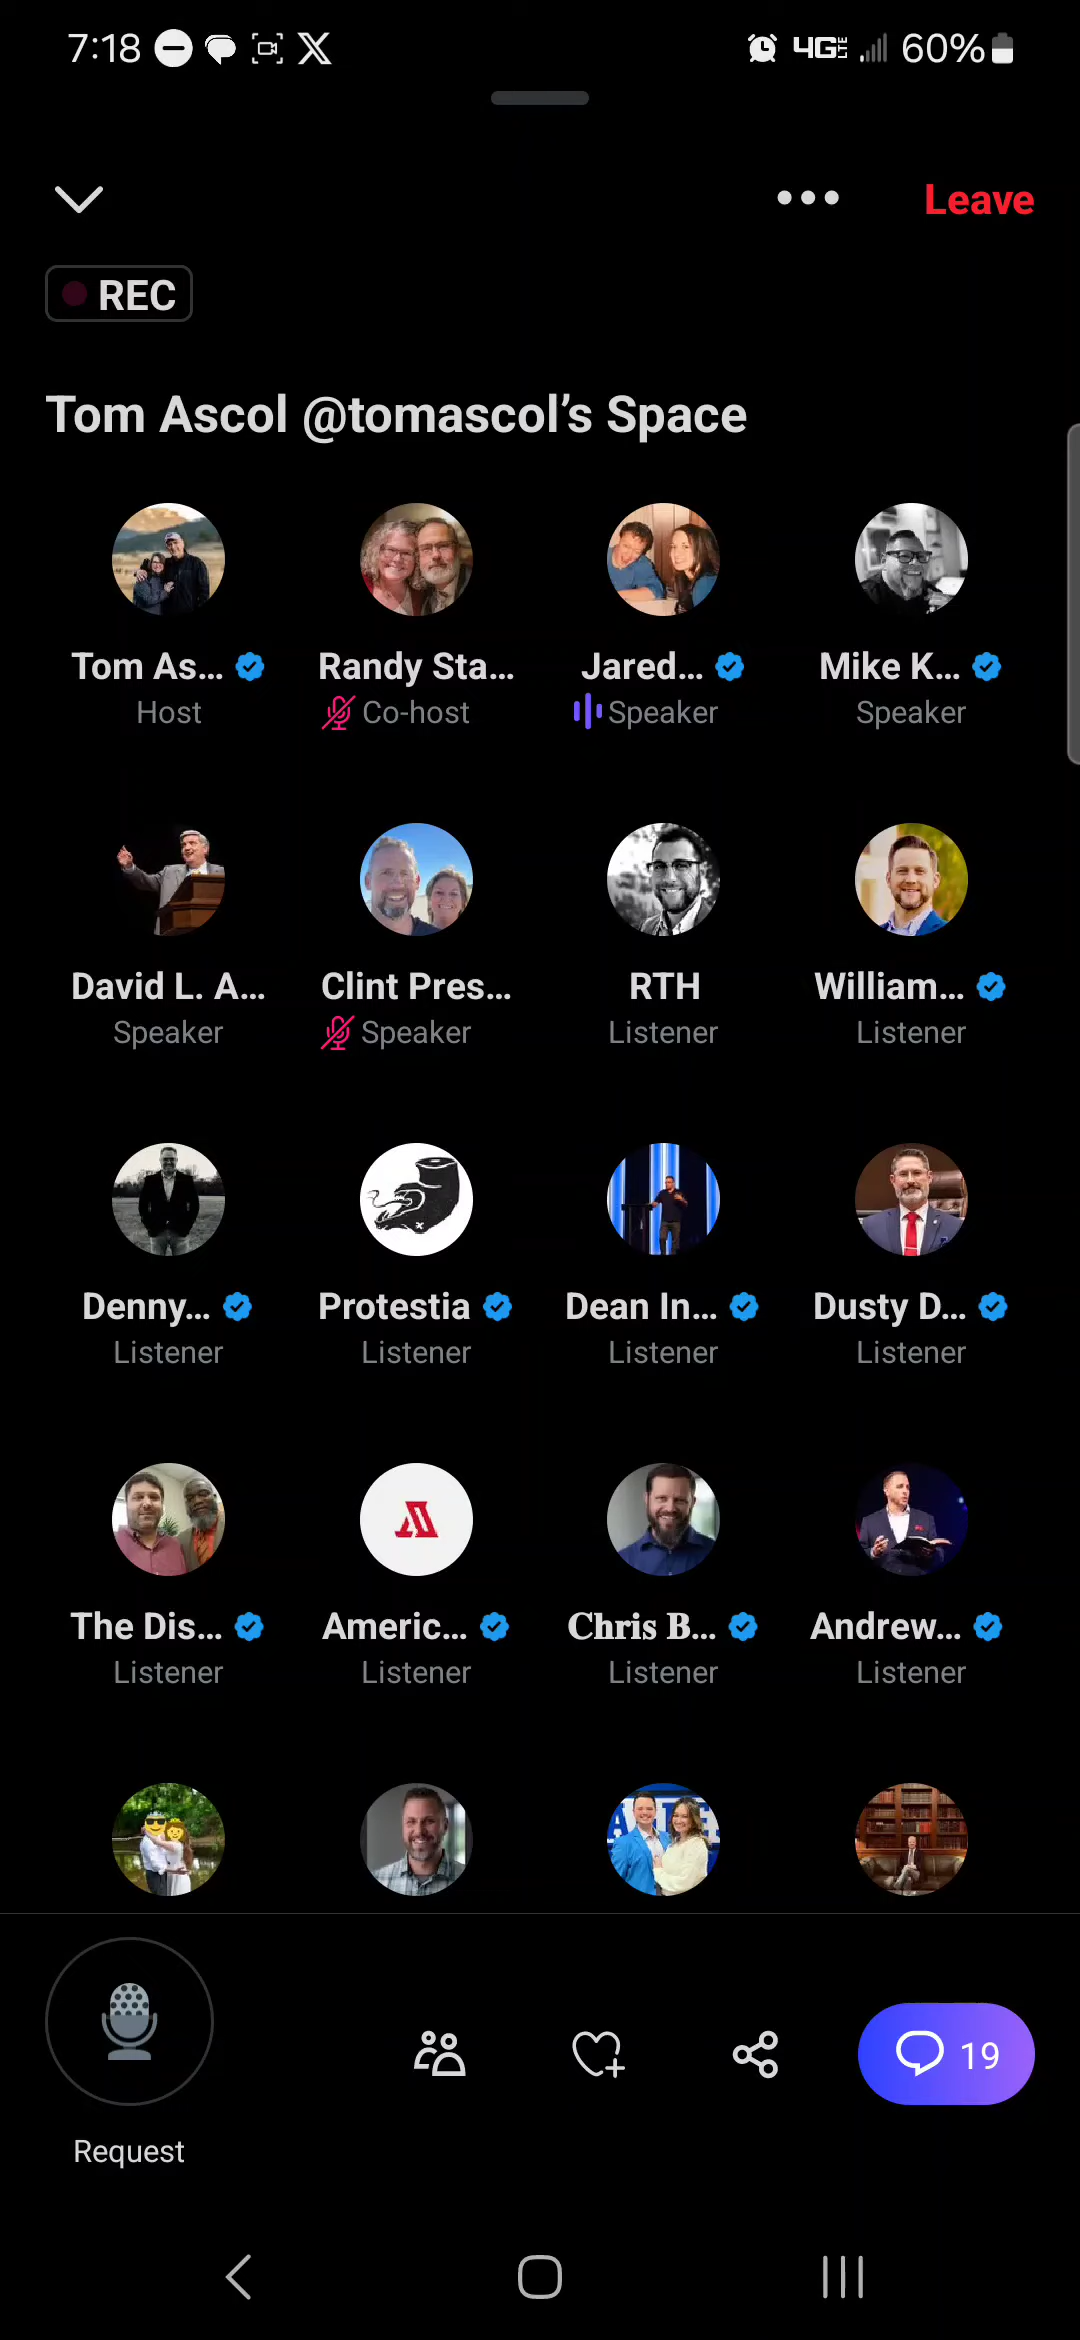 7:18 4G LTE 60%
Leave
REC
Tom Ascol @tomascol’s Space
Tom As... Randy Sta... Jared... Mike K...
Host Co-host Speaker Speaker
David L. A... Clint Pres... RTH William...
Speaker Speaker Listener Listener
Denny... Protestia Dean In... Dusty D...
Listener Listener Listener Listener
The Dis... Americ... Chris B... Andrew...
Listener Listener Listener Listener
19
Request